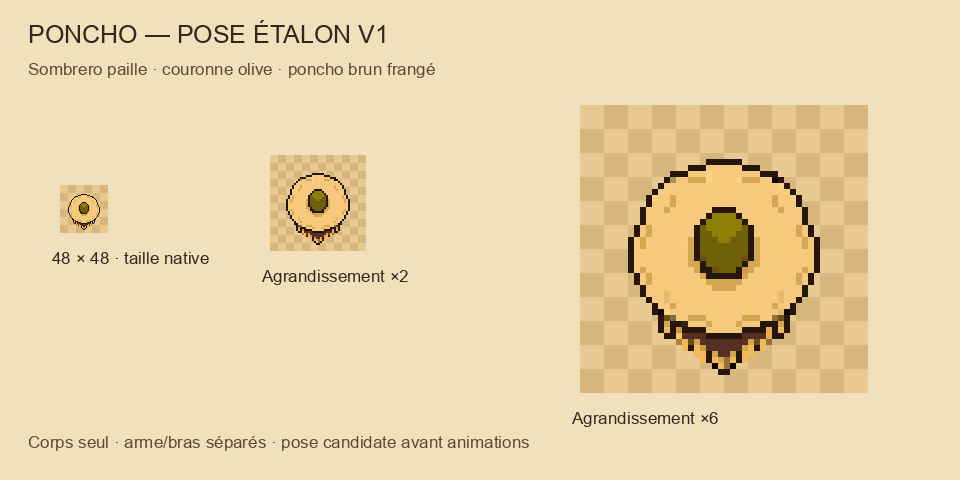 PONCHO — POSE ÉTALON V1
Sombrero paille · couronne olive · poncho brun frangé
48 × 48 · taille native
Agrandissement ×2
Agrandissement ×6
Corps seul · arme/bras séparés · pose candidate avant animations